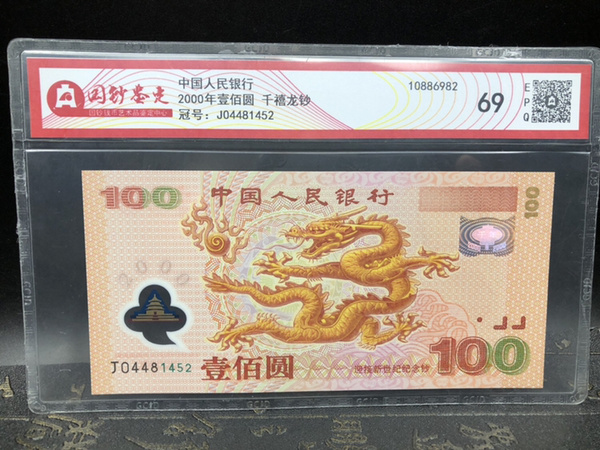 国钞鉴定
中国人民银行
2000年壹佰圆 千禧龙钞
冠号：J04481452
10886982
69
EPQ
100
中国人民银行
100
2000
J04481452
壹佰圆
迎接新世纪纪念钞
100